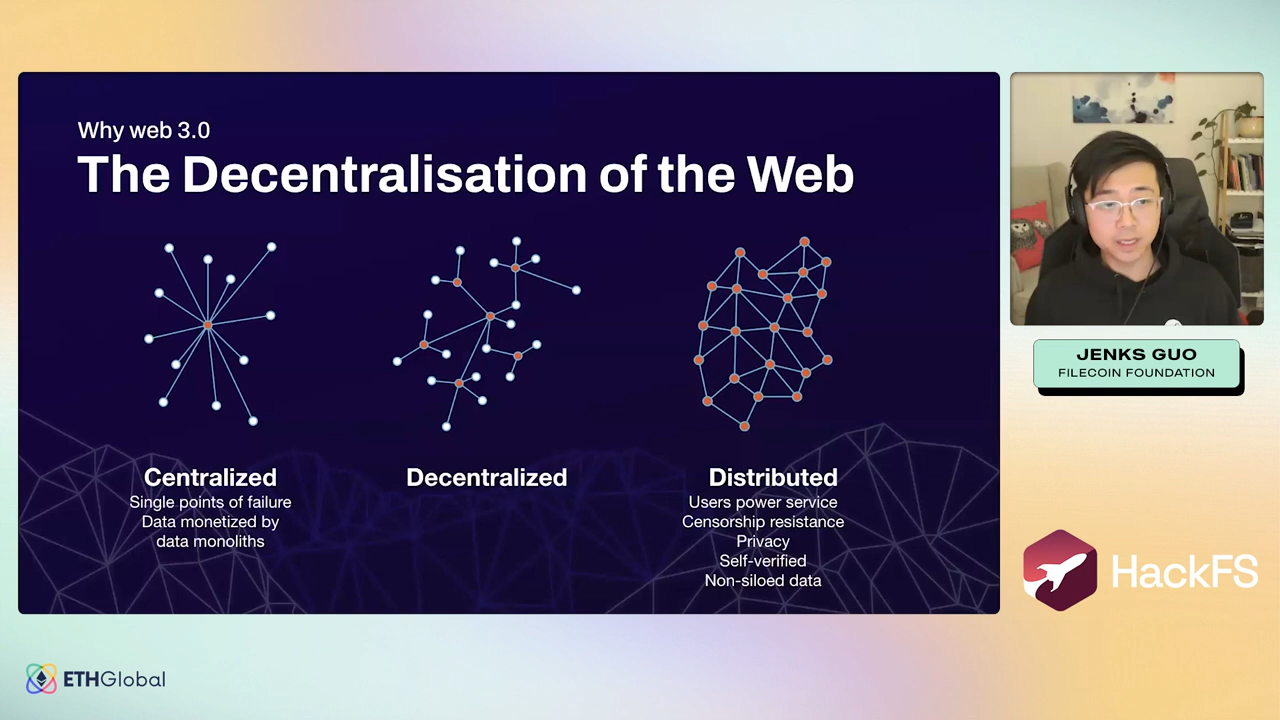 Why web 3.0
The Decentralisation of the Web
Centralized
Single points of failure
Data monetized by
data monoliths
Decentralized
Distributed
Users power service
Censorship resistance
Privacy
Self-verified
Non-siloed data
JENKS GUO
FILECOIN FOUNDATION
HackFS
ETHGlobal